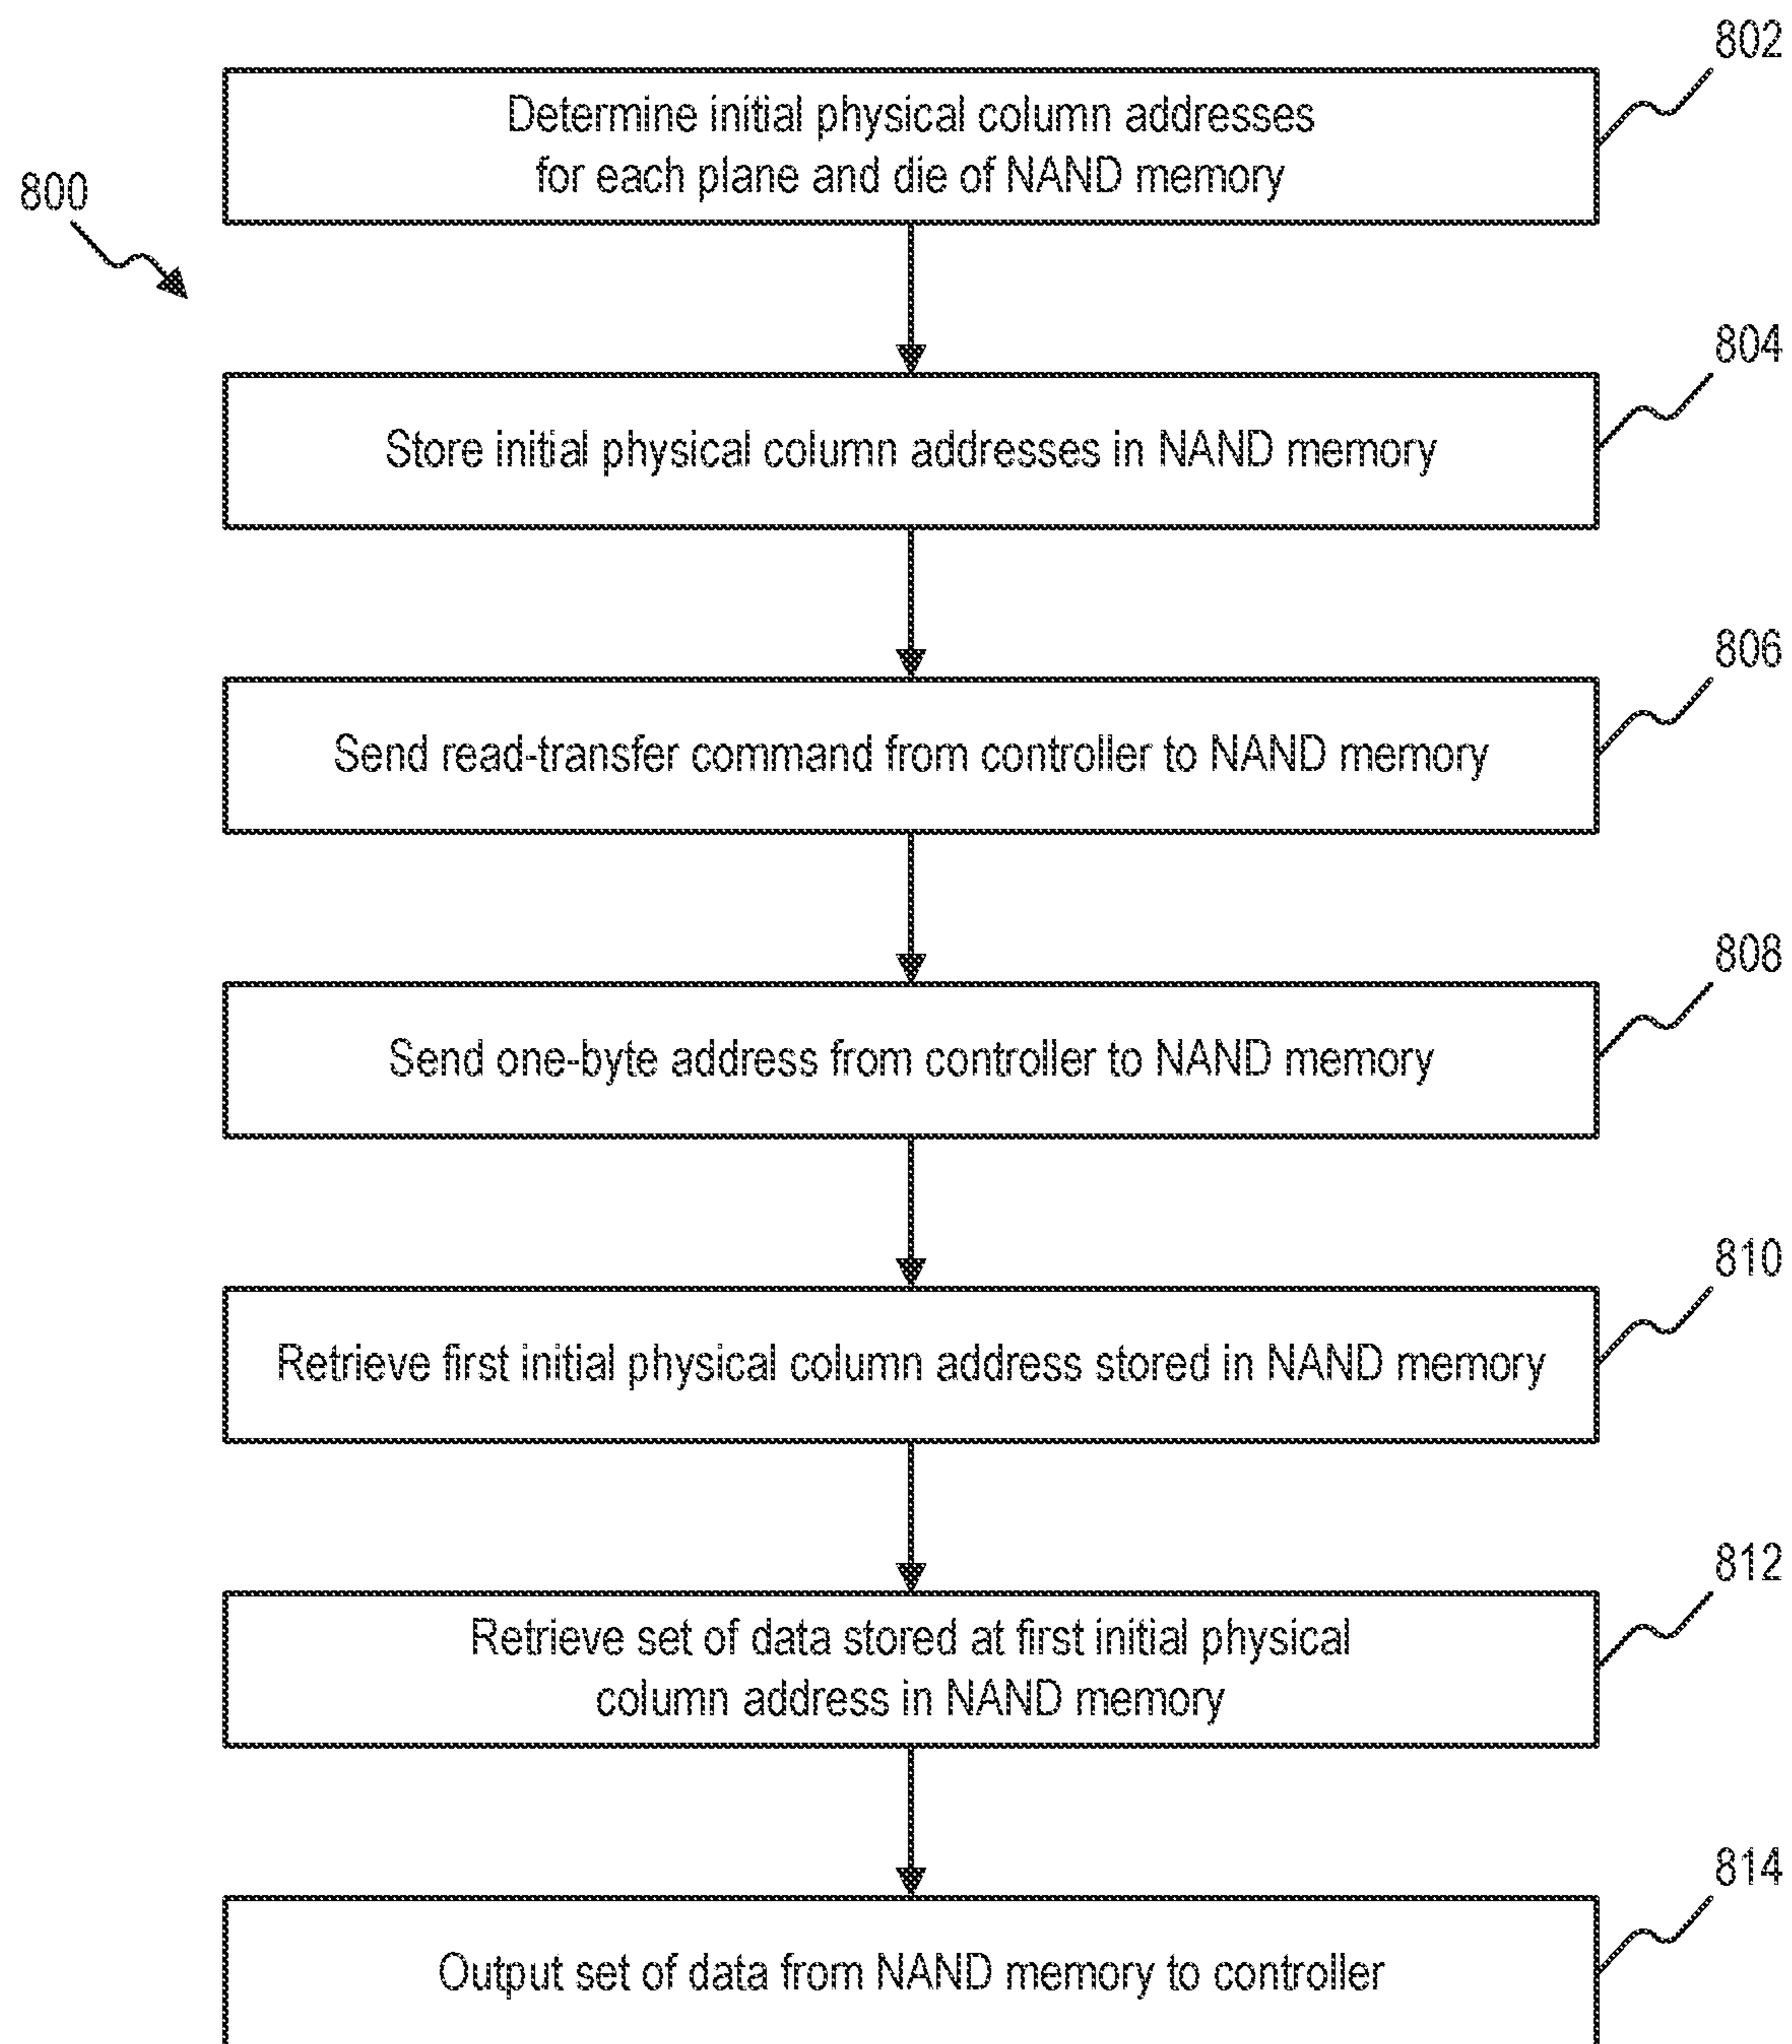 802
Determine initial physical column addresses
for each plane and die of NAND memory
800
804
Store initial physical column addresses in NAND memory
806
Send read-transfer command from controller to NAND memory
808
Send one-byte address from controller to NAND memory
810
Retrieve first initial physical column address stored in NAND memory
812
Retrieve set of data stored at first initial physical
column address in NAND memory
814
Output set of data from NAND memory to controller